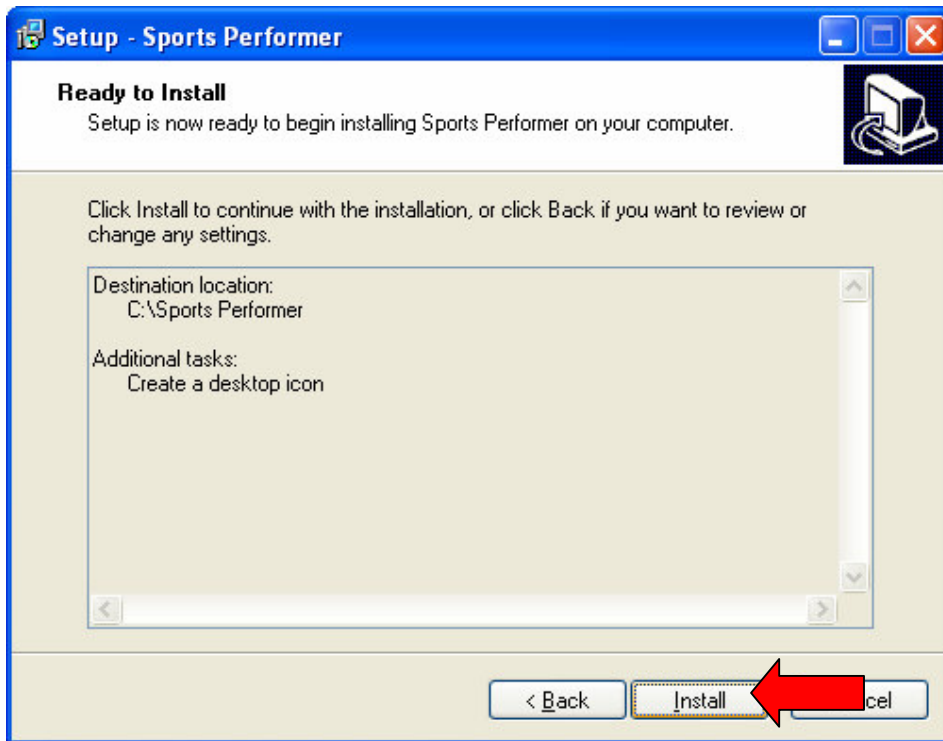 Setup - Sports Performer
Ready to Install
Setup is now ready to begin installing Sports Performer on your computer.
Click Install to continue with the installation, or click Back if you want to review or
change any settings.
Destination location:
C:\Sports Performer
Additional tasks:
Create a desktop icon
< Back
Install